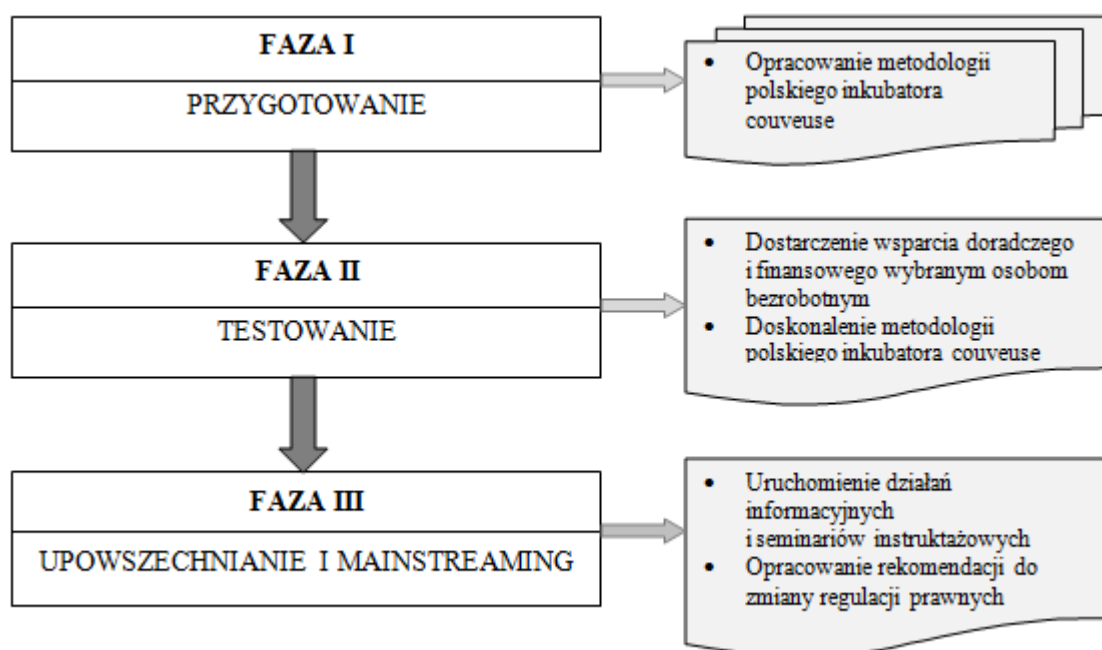 FAZA I
PRZYGOTOWANIE
• Opracowanie metodologii
polskiego inkubatora
couveuse
FAZA II
TESTOWANIE
• Dostarczenie wsparcia doradczego
i finansowego wybranym osobom
bezrobotnym
• Doskonalenie metodologii
polskiego inkubatora couveuse
FAZA III
UPOWSZECHNIANIE I MAINSTREAMING
• Uruchomienie działań
informacyjnych
i seminariów instruktażowych
• Opracowanie rekomendacji do
zmiany regulacji prawnych